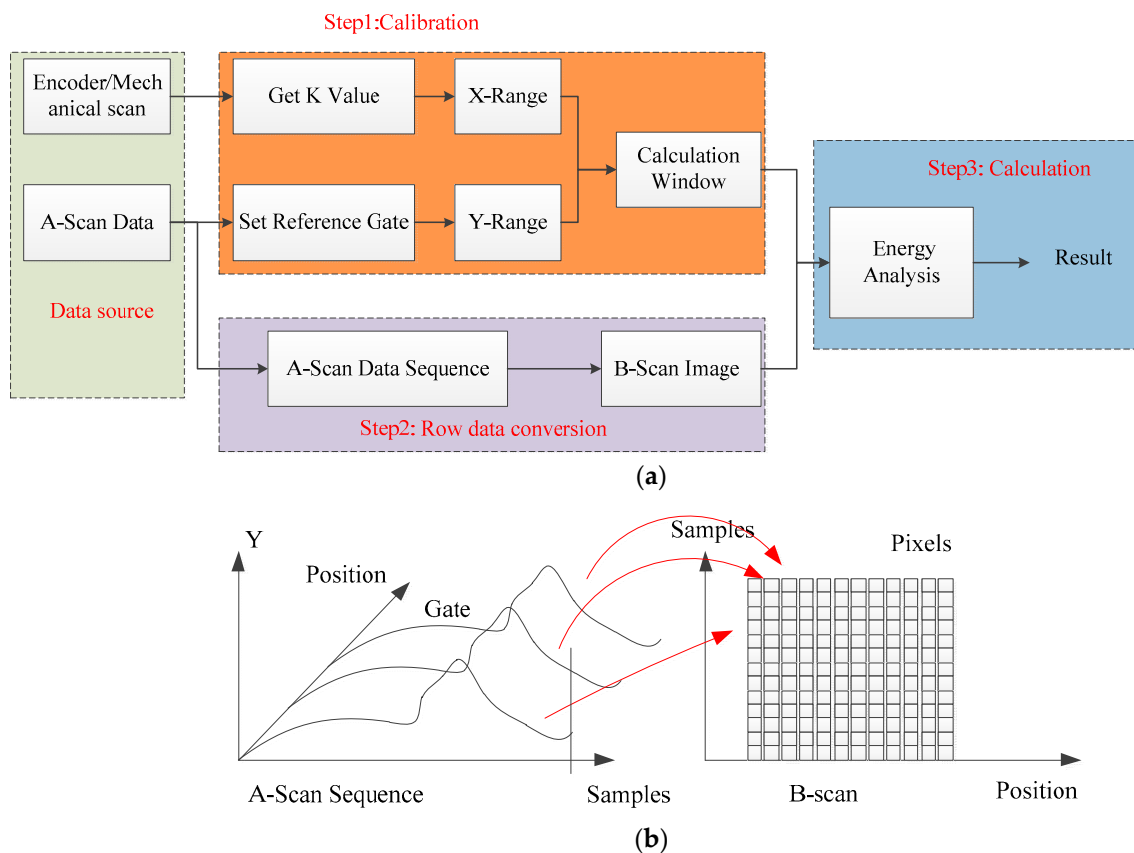 Step1:Calibration
Encoder/Mech
anical scan
Get K Value
X-Range
Calculation
Window
Step3: Calculation
A-Scan Data
Set Reference Gate
Y-Range
Energy
Analysis
Result
Data source
A-Scan Data Sequence
B-Scan Image
Step2: Row data conversion
(a)
Y
Position
Gate
A-Scan Sequence
Samples
Samples
Pixels
B-scan
Position
(b)